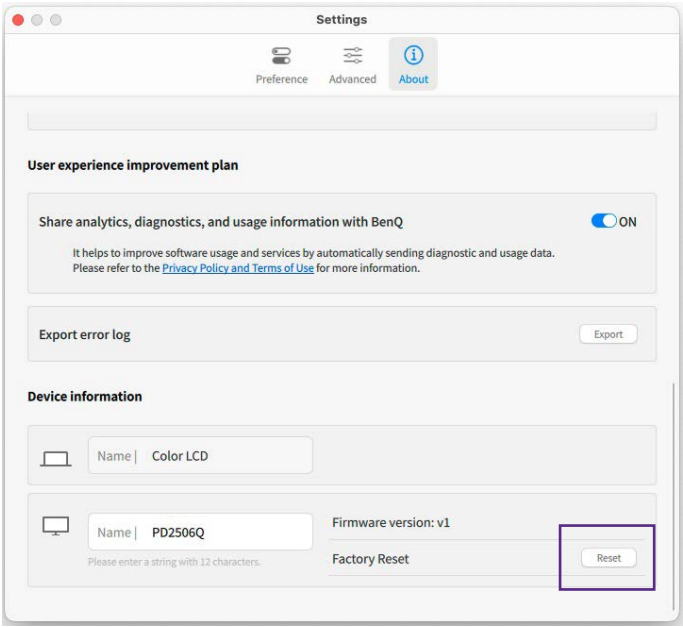 Settings
Preference
Advanced
About
User experience improvement plan
Share analytics, diagnostics, and usage information with BenQ
ON
It helps to improve software usage and services by automatically sending diagnostic and usage data.
Please refer to the Privacy Policy and Terms of Use for more information.
Export error log
Export
Device information
Name | Color LCD
Name | PD2506Q
Please enter a string with 12 characters.
Firmware version: v1
Factory Reset
Reset